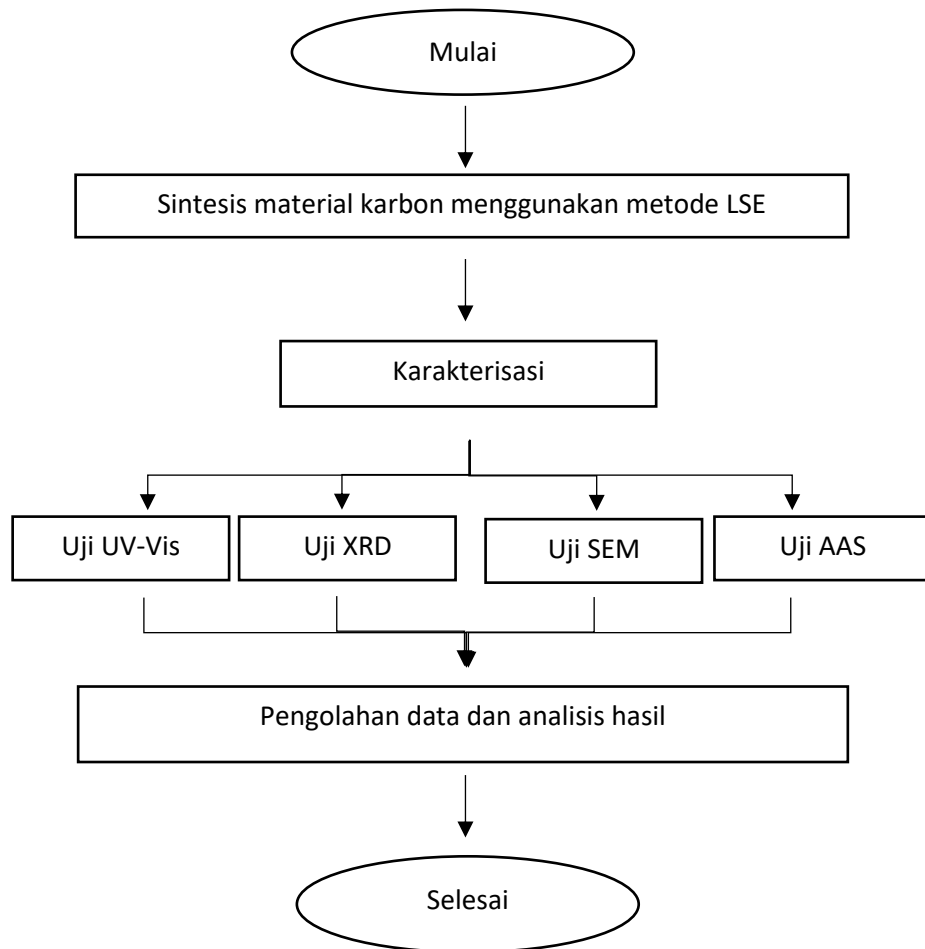 Mulai
Sintesis material karbon menggunakan metode LSE
Karakterisasi
Uji UV-Vis
Uji XRD
Uji SEM
Uji AAS
Pengolahan data dan analisis hasil
Selesai